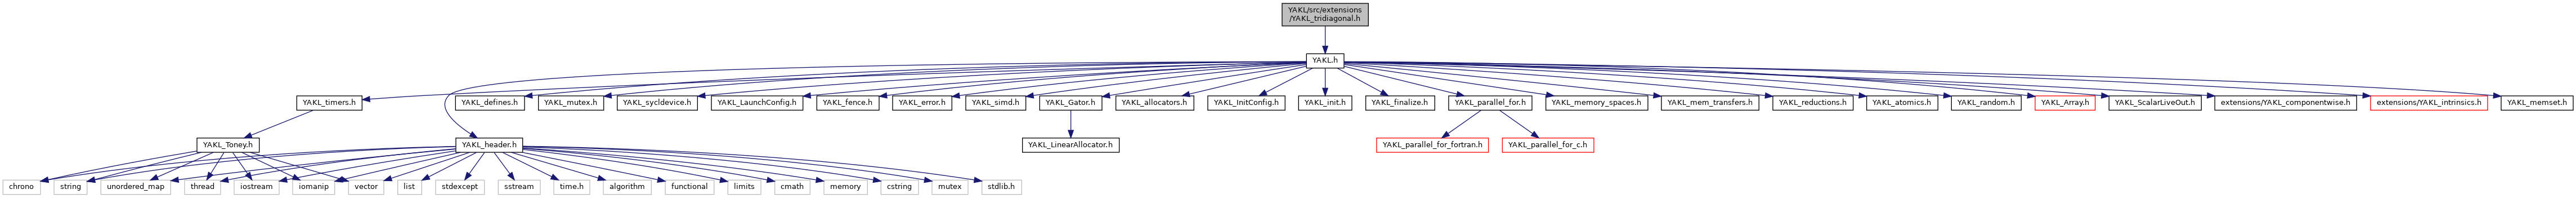 YAKL/src/extensions
/YAKL_tridiagonal.h
YAKL.h
YAKL_timers.h
YAKL_defines.h
YAKL_mutex.h
YAKL_sycldevice.h
YAKL_LaunchConfig.h
YAKL_fence.h
YAKL_error.h
YAKL_simd.h
YAKL_Gator.h
YAKL_allocators.h
YAKL_InitConfig.h
YAKL_init.h
YAKL_finalize.h
YAKL_parallel_for.h
YAKL_memory_spaces.h
YAKL_mem_transfers.h
YAKL_reductions.h
YAKL_atomics.h
YAKL_random.h
YAKL_Array.h
YAKL_ScalarLiveOut.h
extensions/YAKL_componentwise.h
extensions/YAKL_intrinsics.h
YAKL_memset.h
YAKL_Toney.h
YAKL_header.h
YAKL_LinearAllocator.h
YAKL_parallel_for_fortran.h
YAKL_parallel_for_c.h
chrono
string
unordered_map
thread
iostream
iomanip
vector
list
stdexcept
sstream
time.h
algorithm
functional
limits
cmath
memory
cstring
mutex
stdlib.h